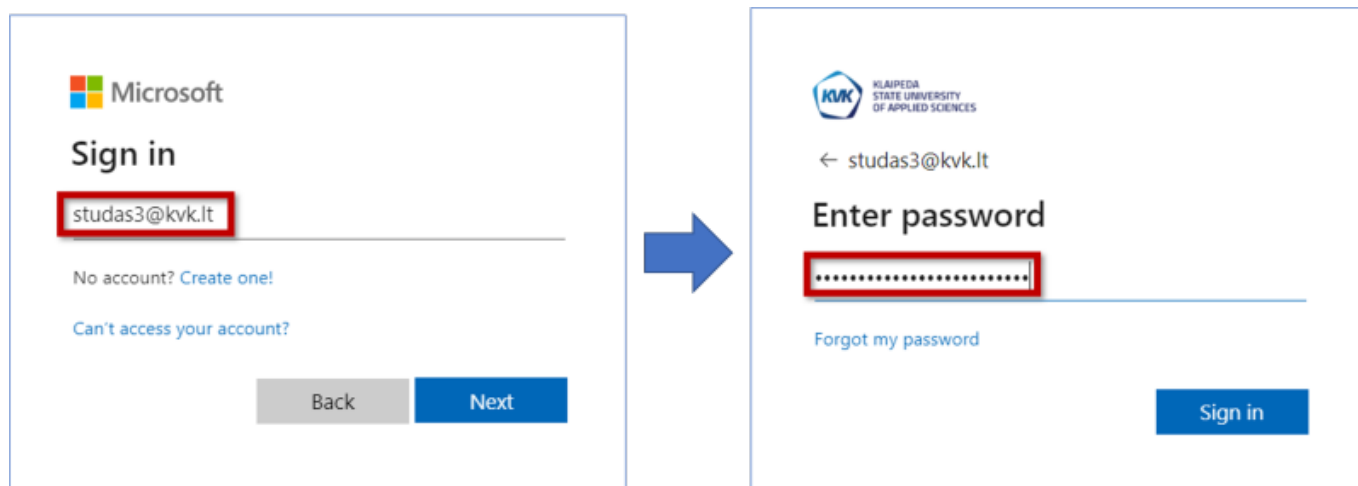 Microsoft
Sign in
studas3@kvk.lt
No account? Create one!
Can't access your account?
Back Next
KVK
KLAIPEDA
STATE UNIVERSITY
OF APPLIED SCIENCES
← studas3@kvk.lt
Enter password
•••••••••••••••••••••••••
Forgot my password
Sign in